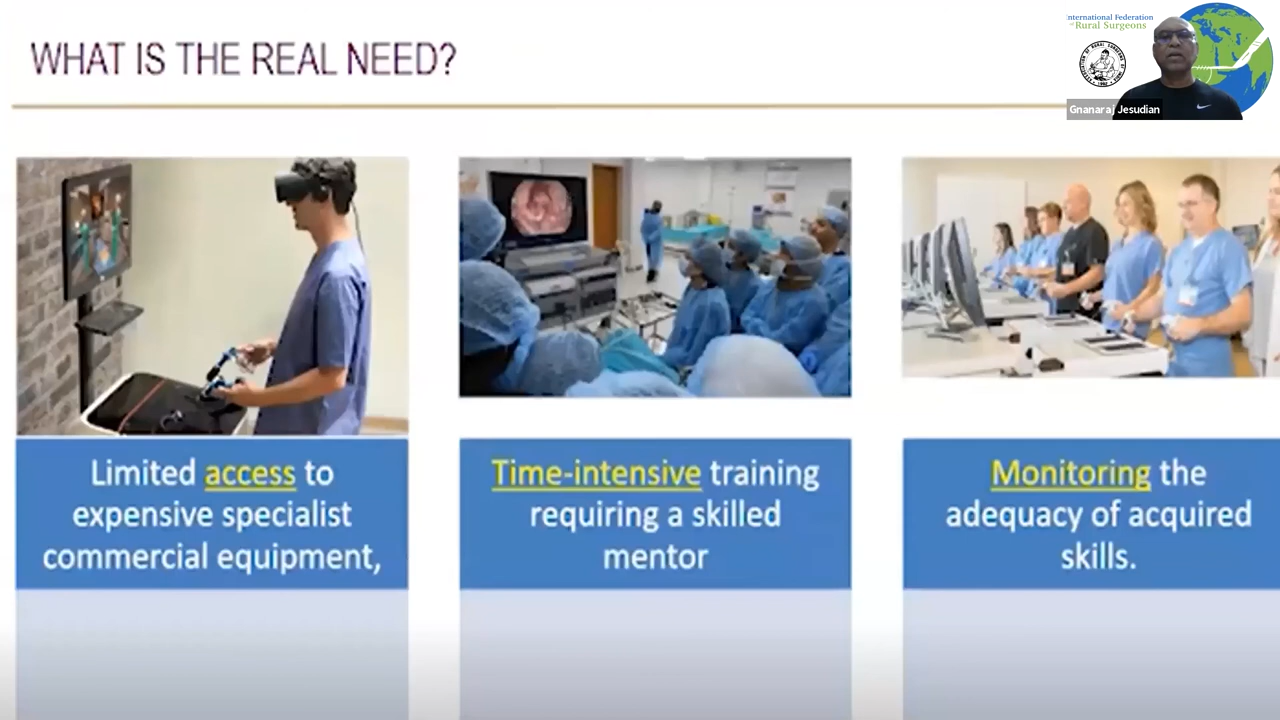 WHAT IS THE REAL NEED?
International Federation
of Rural Surgeons
Gnanaraj Jesudian
Limited access to
expensive specialist
commercial equipment,
Time-intensive training
requiring a skilled
mentor
Monitoring the
adequacy of acquired
skills.